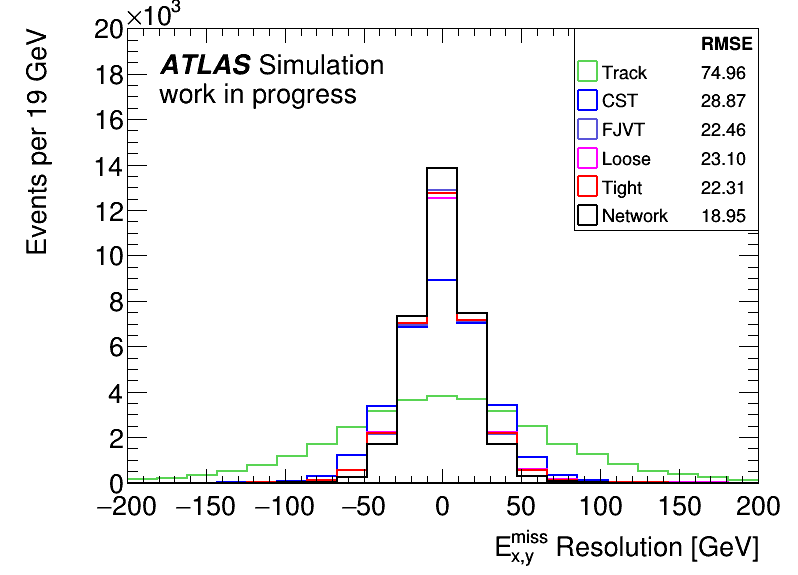 ×10³
Events per 19 GeV
20
18
16
14
12
10
8
6
4
2
0
ATLAS Simulation
work in progress
RMSE
Track 74.96
CST 28.87
FJVT 22.46
Loose 23.10
Tight 22.31
Network 18.95
−200 −150 −100 −50 0 50 100 150 200
E^miss_x,y Resolution [GeV]